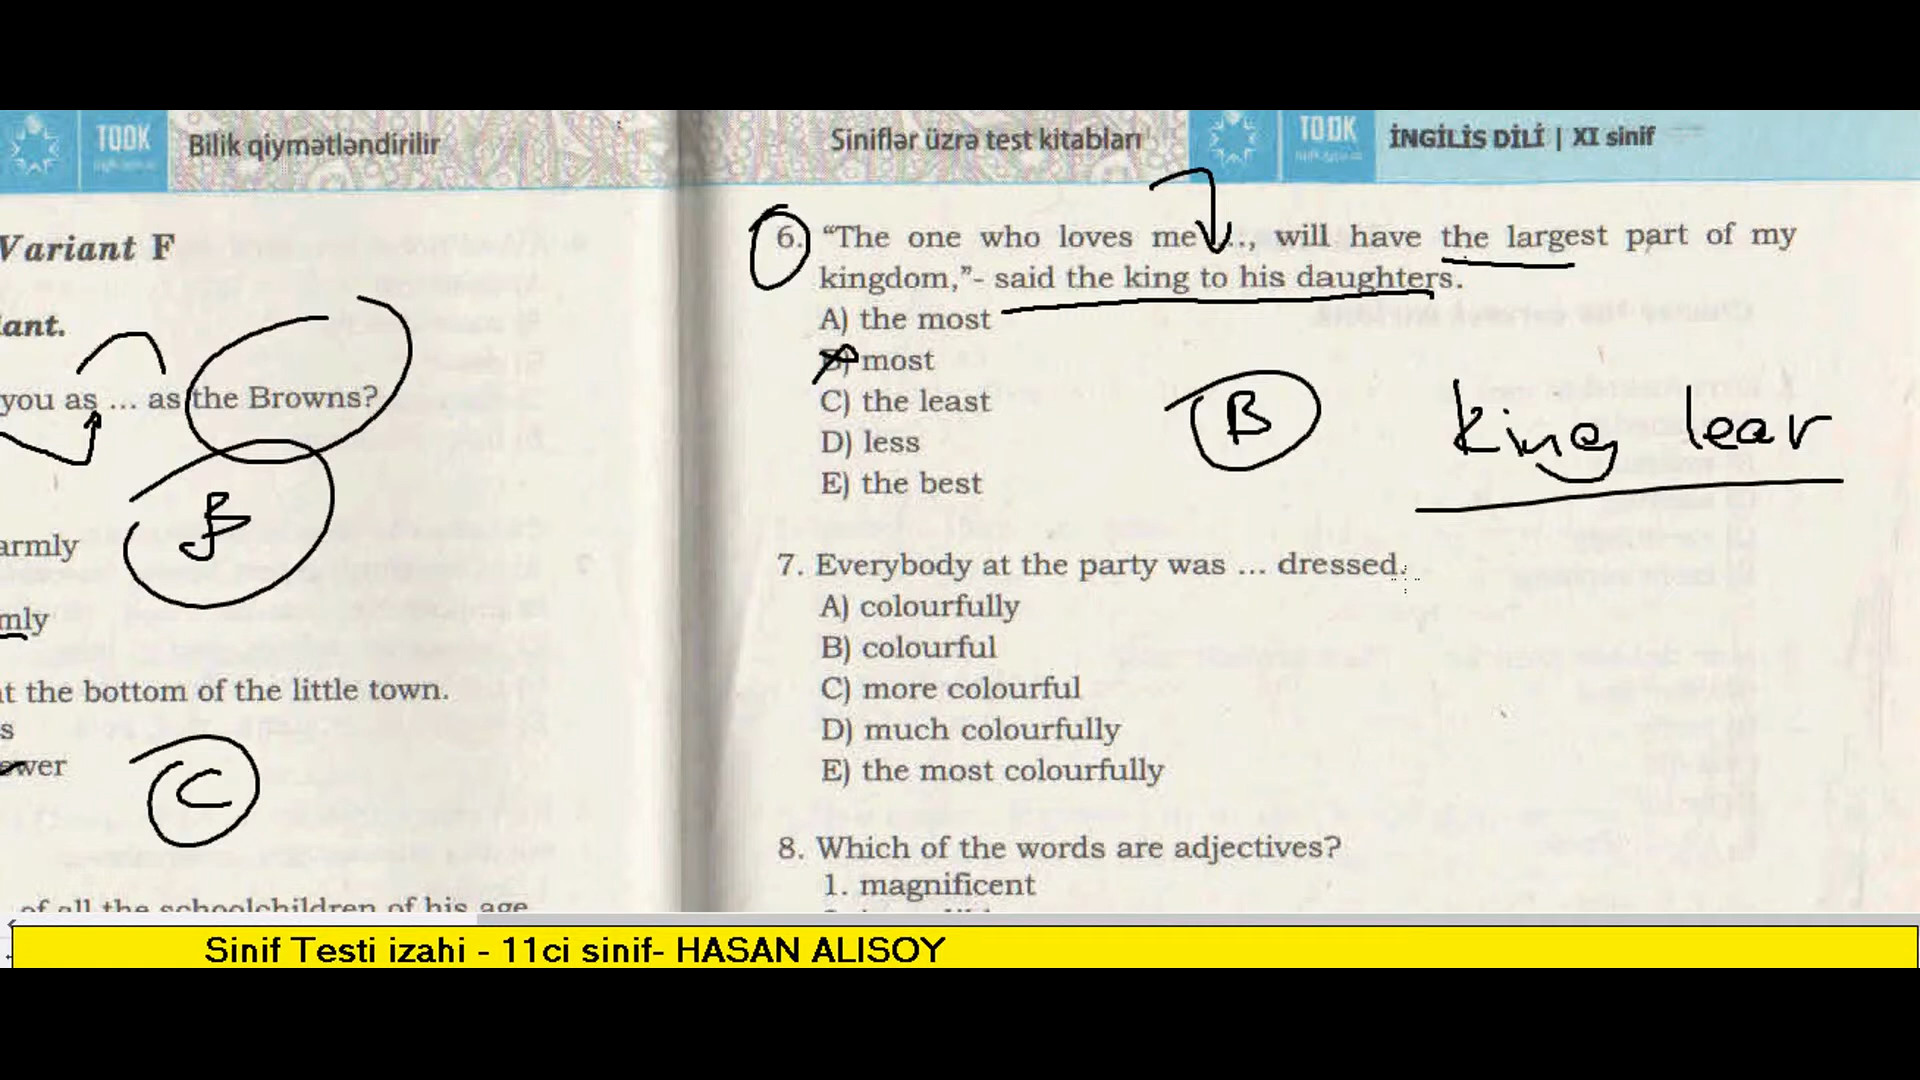 TQDK
Bilik qiymətləndirilir
Variant F
lant.
you as ... as the Browns?
B
armly
mly
at the bottom of the little town.
s
ower
C
of all the schoolchildren of his age
Siniflər üzrə test kitabları
TQDK
İNGİLİS DİLİ | XI sinif
6. “The one who loves me ..., will have the largest part of my
kingdom,”- said the king to his daughters.
A) the most
B) most
C) the least
D) less
E) the best
B
king lear
7. Everybody at the party was ... dressed.
A) colourfully
B) colourful
C) more colourful
D) much colourfully
E) the most colourfully
8. Which of the words are adjectives?
1. magnificent
Sinif Testi izahi - 11ci sinif- HASAN ALISOY